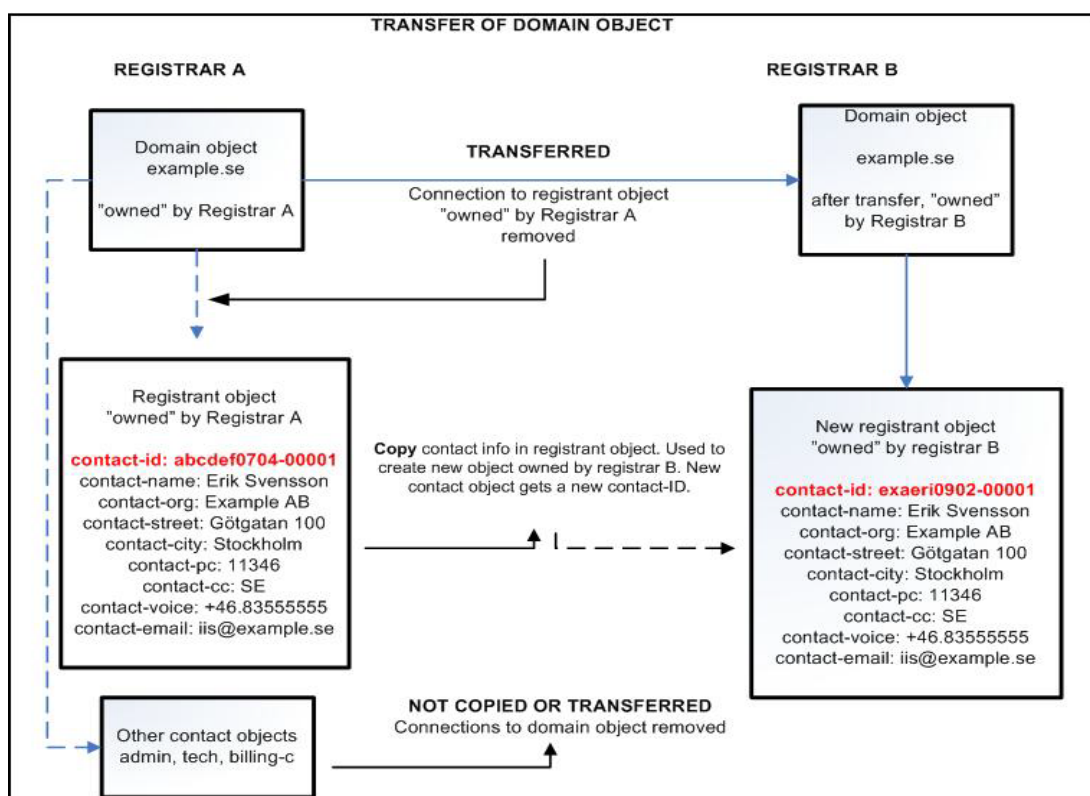 TRANSFER OF DOMAIN OBJECT
REGISTRAR A
REGISTRAR B
Domain object
example.se
"owned" by Registrar A
TRANSFERRED
Connection to registrant object
"owned" by Registrar A
removed
Domain object
example.se
after transfer, "owned"
by Registrar B
Registrant object
"owned" by Registrar A
contact-id: abcdef0704-00001
contact-name: Erik Svensson
contact-org: Example AB
contact-street: Götgatan 100
contact-city: Stockholm
contact-pc: 11346
contact-cc: SE
contact-voice: +46.83555555
contact-email: iis@example.se
Copy contact info in registrant object. Used to
create new object owned by registrar B. New
contact object gets a new contact-ID.
New registrant object
"owned" by registrar B
contact-id: exaeri0902-00001
contact-name: Erik Svensson
contact-org: Example AB
contact-street: Götgatan 100
contact-city: Stockholm
contact-pc: 11346
contact-cc: SE
contact-voice: +46.83555555
contact-email: iis@example.se
Other contact objects
admin, tech, billing-c
NOT COPIED OR TRANSFERRED
Connections to domain object removed